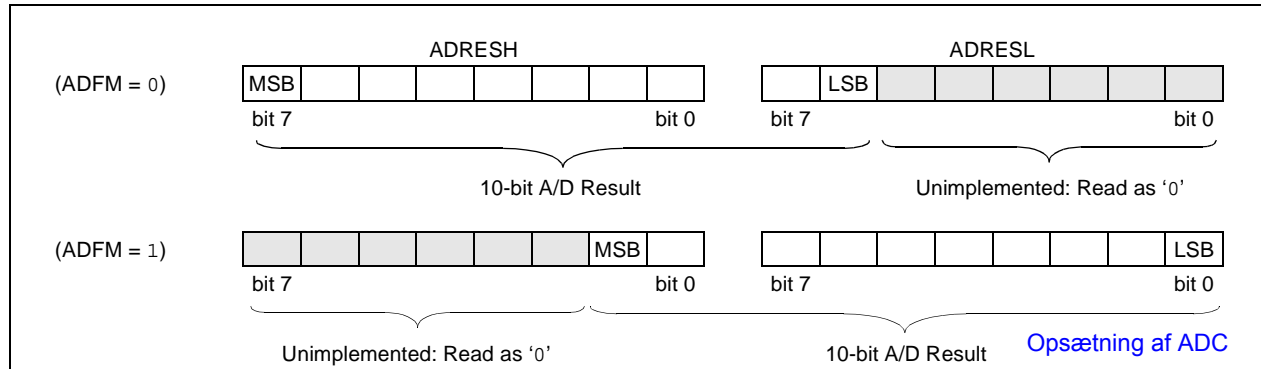 ADRESH ADRESL
(ADFM = 0) MSB LSB
bit 7 bit 0 bit 7 bit 0
10-bit A/D Result Unimplemented: Read as ‘0’
(ADFM = 1) MSB LSB
bit 7 bit 0 bit 7 bit 0
Unimplemented: Read as ‘0’ 10-bit A/D Result Opsætning af ADC